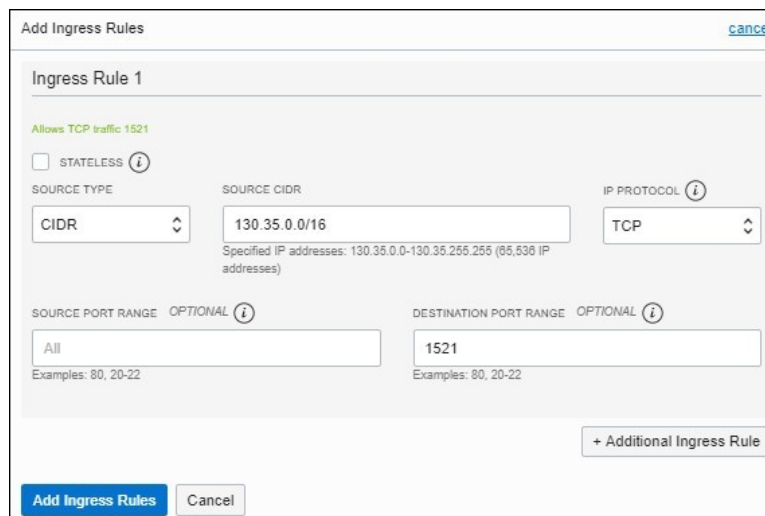 Add Ingress Rules cance
Ingress Rule 1
Allows TCP traffic 1521
STATELESS i
SOURCE TYPE SOURCE CIDR IP PROTOCOL i
CIDR 130.35.0.0/16 TCP
Specified IP addresses: 130.35.0.0-130.35.255.255 (65,536 IP
addresses)
SOURCE PORT RANGE OPTIONAL i DESTINATION PORT RANGE OPTIONAL i
All 1521
Examples: 80, 20-22 Examples: 80, 20-22
+ Additional Ingress Rule
Add Ingress Rules Cancel